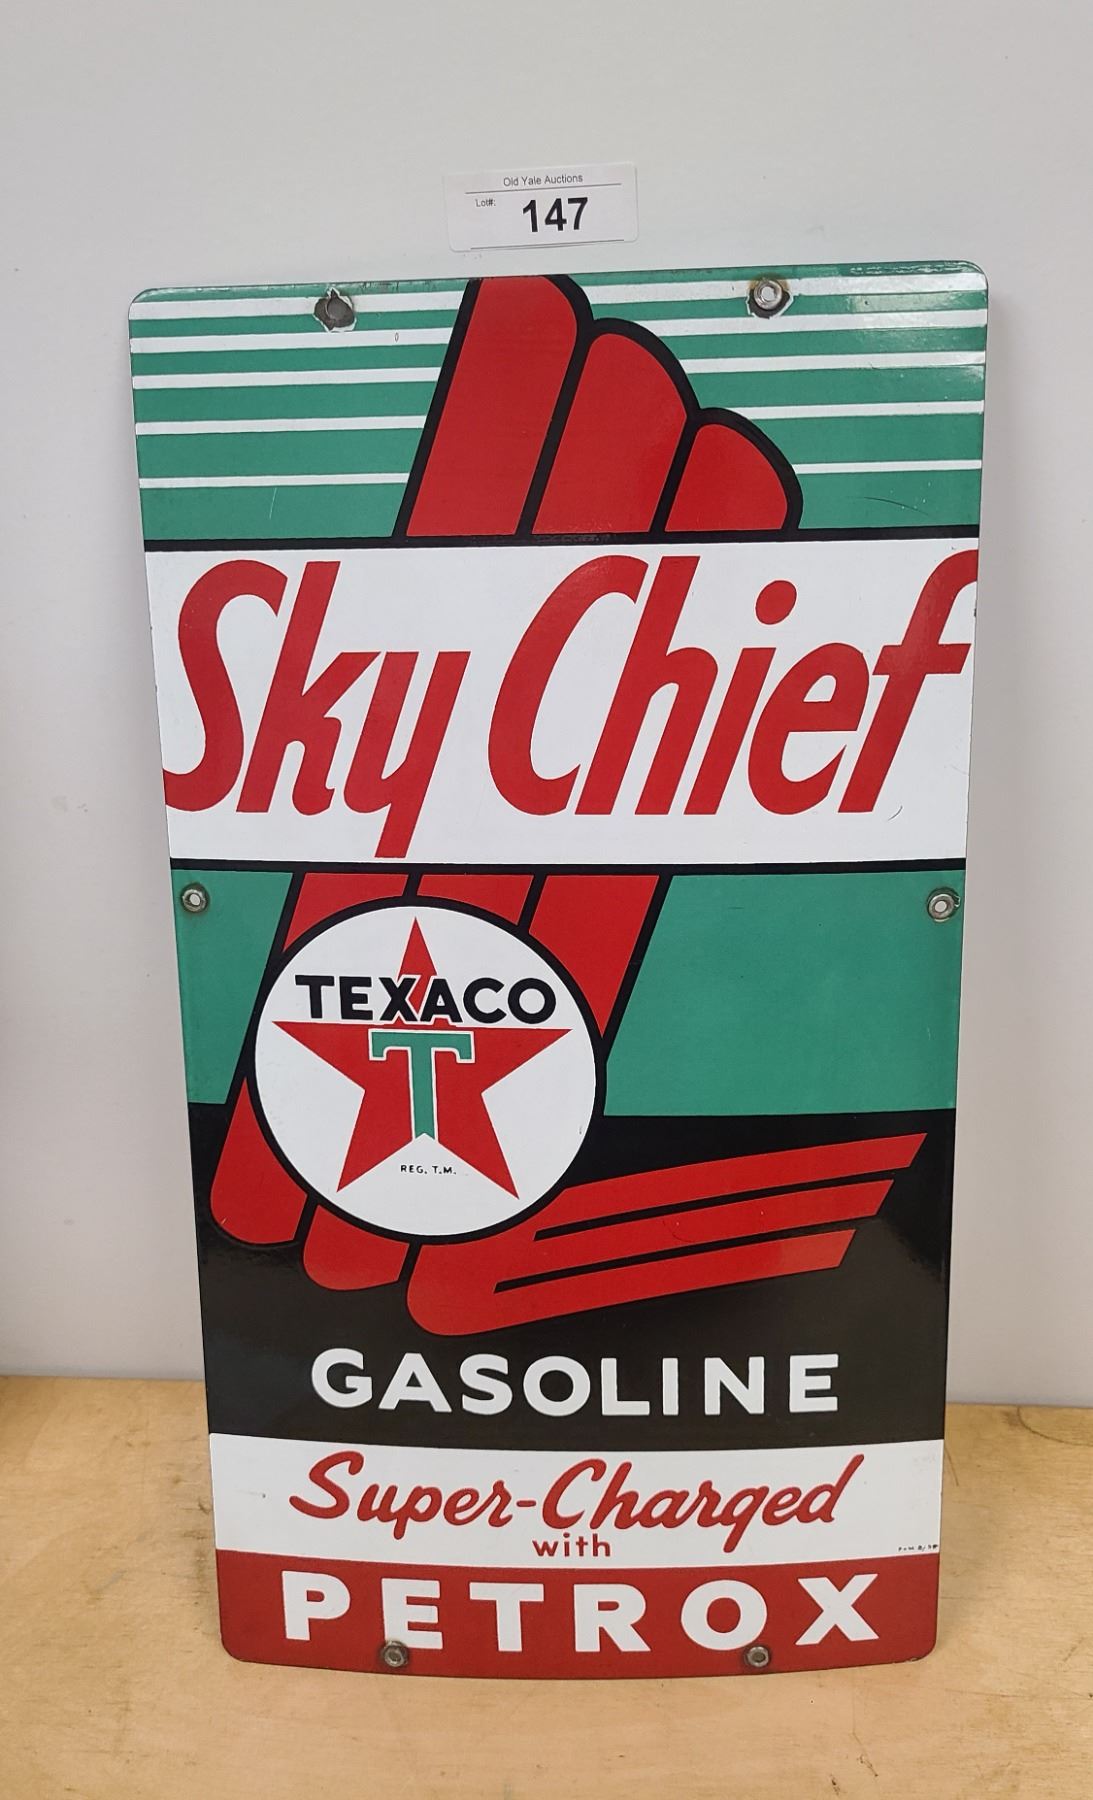 Old Yale Auctions
Lot#: 147
Sky Chief
TEXACO
T
REG. T.M.
GASOLINE
Super-Charged
with
PETROX